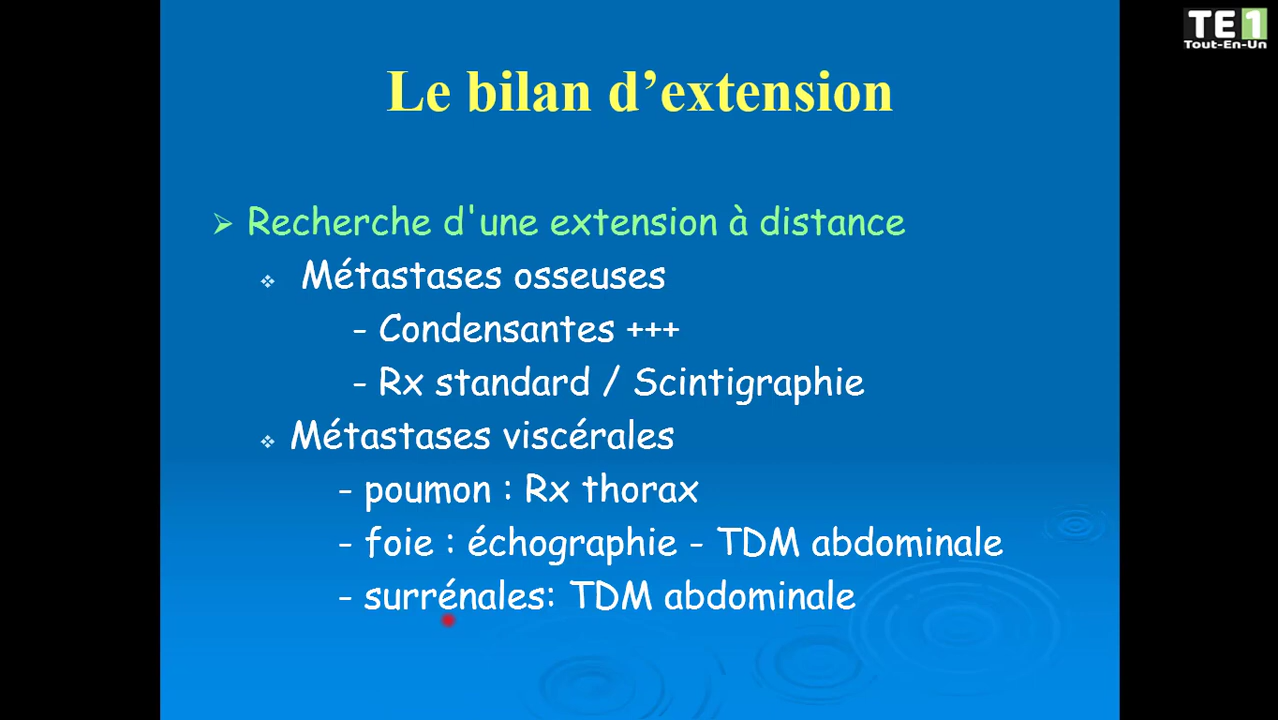 TE1
Tout-En-Un
Le bilan d’extension
Recherche d'une extension à distance
Métastases osseuses
- Condensantes +++
- Rx standard / Scintigraphie
Métastases viscérales
- poumon : Rx thorax
- foie : échographie - TDM abdominale
- surrénales: TDM abdominale